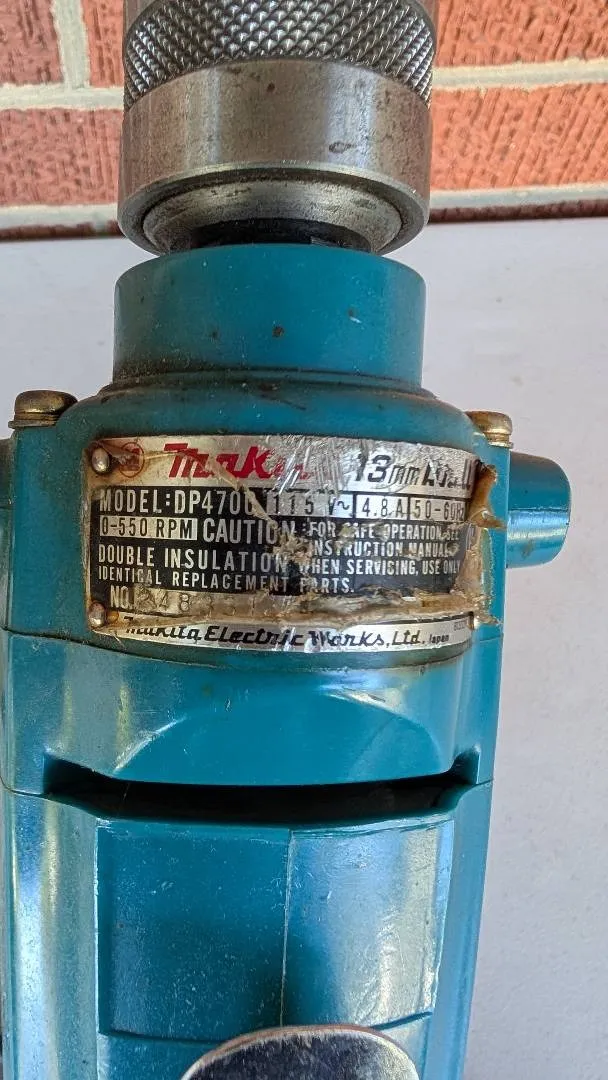 13mm
MODEL:DP4700 115V~ 4.8A 50-60Hz
0-550 RPM CAUTION:FOR SAFE OPERATION, SEE
INSTRUCTION MANUAL.
DOUBLE INSULATION WHEN SERVICING, USE ONLY
IDENTICAL REPLACEMENT PARTS.
NO.
Makita Electric Works, Ltd. Japan